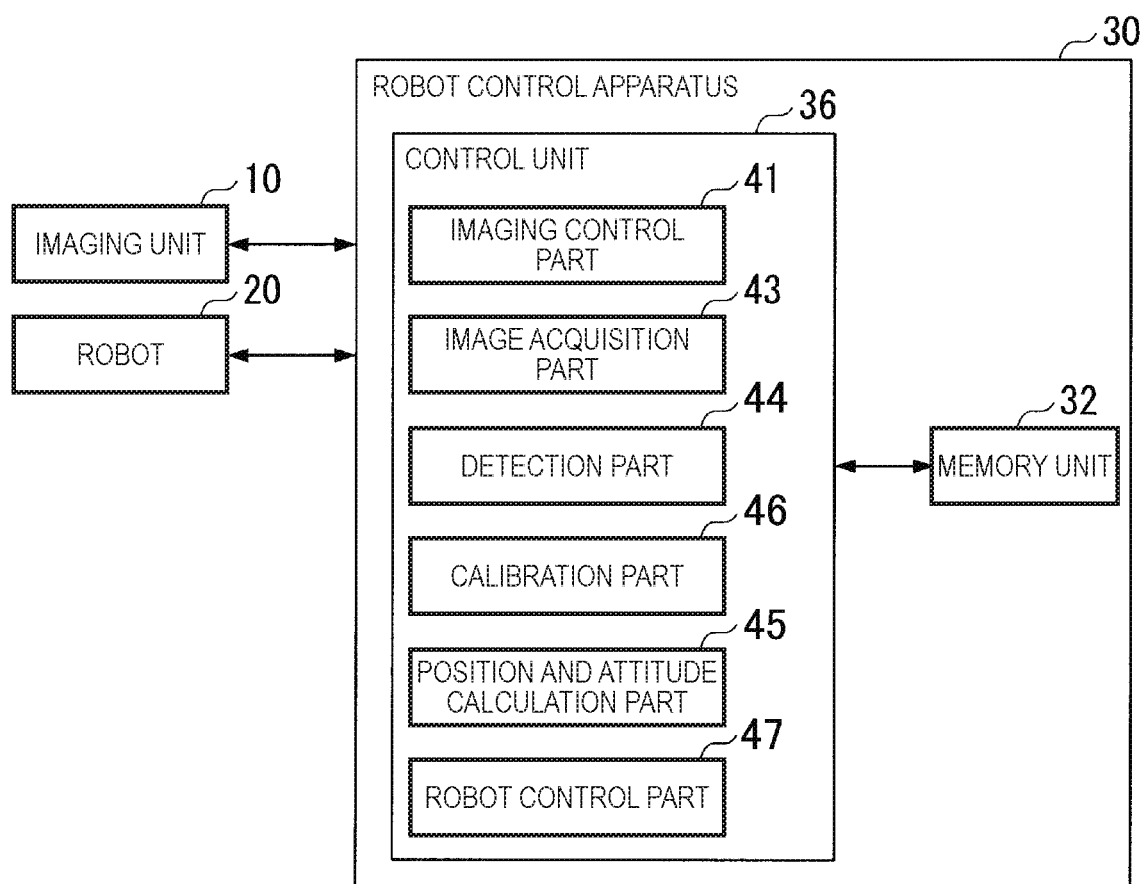 30
ROBOT CONTROL APPARATUS
36
CONTROL UNIT
10
IMAGING UNIT
20
ROBOT
41
IMAGING CONTROL
PART
43
IMAGE ACQUISITION
PART
44
DETECTION PART
46
CALIBRATION PART
45
POSITION AND ATTITUDE
CALCULATION PART
47
ROBOT CONTROL PART
32
MEMORY UNIT